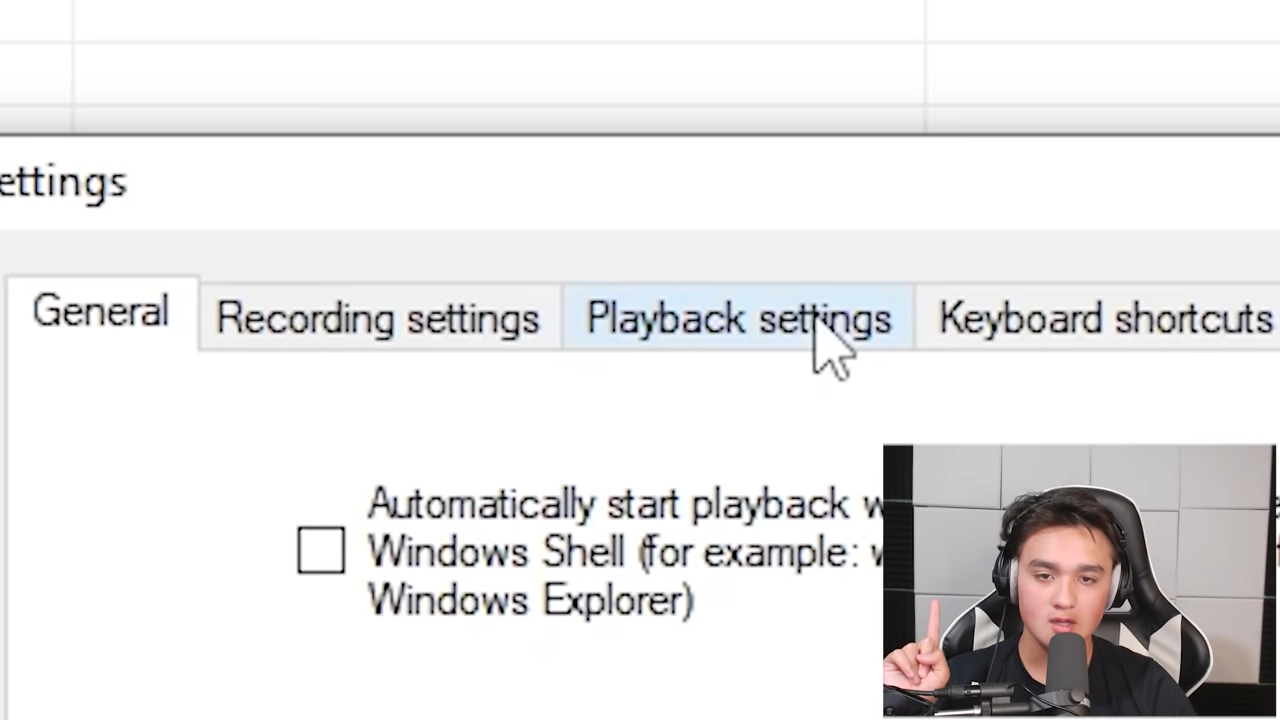 ettings
General
Recording settings
Playback settings
Keyboard shortcuts
Automatically start playback
Windows Shell (for example:
Windows Explorer)